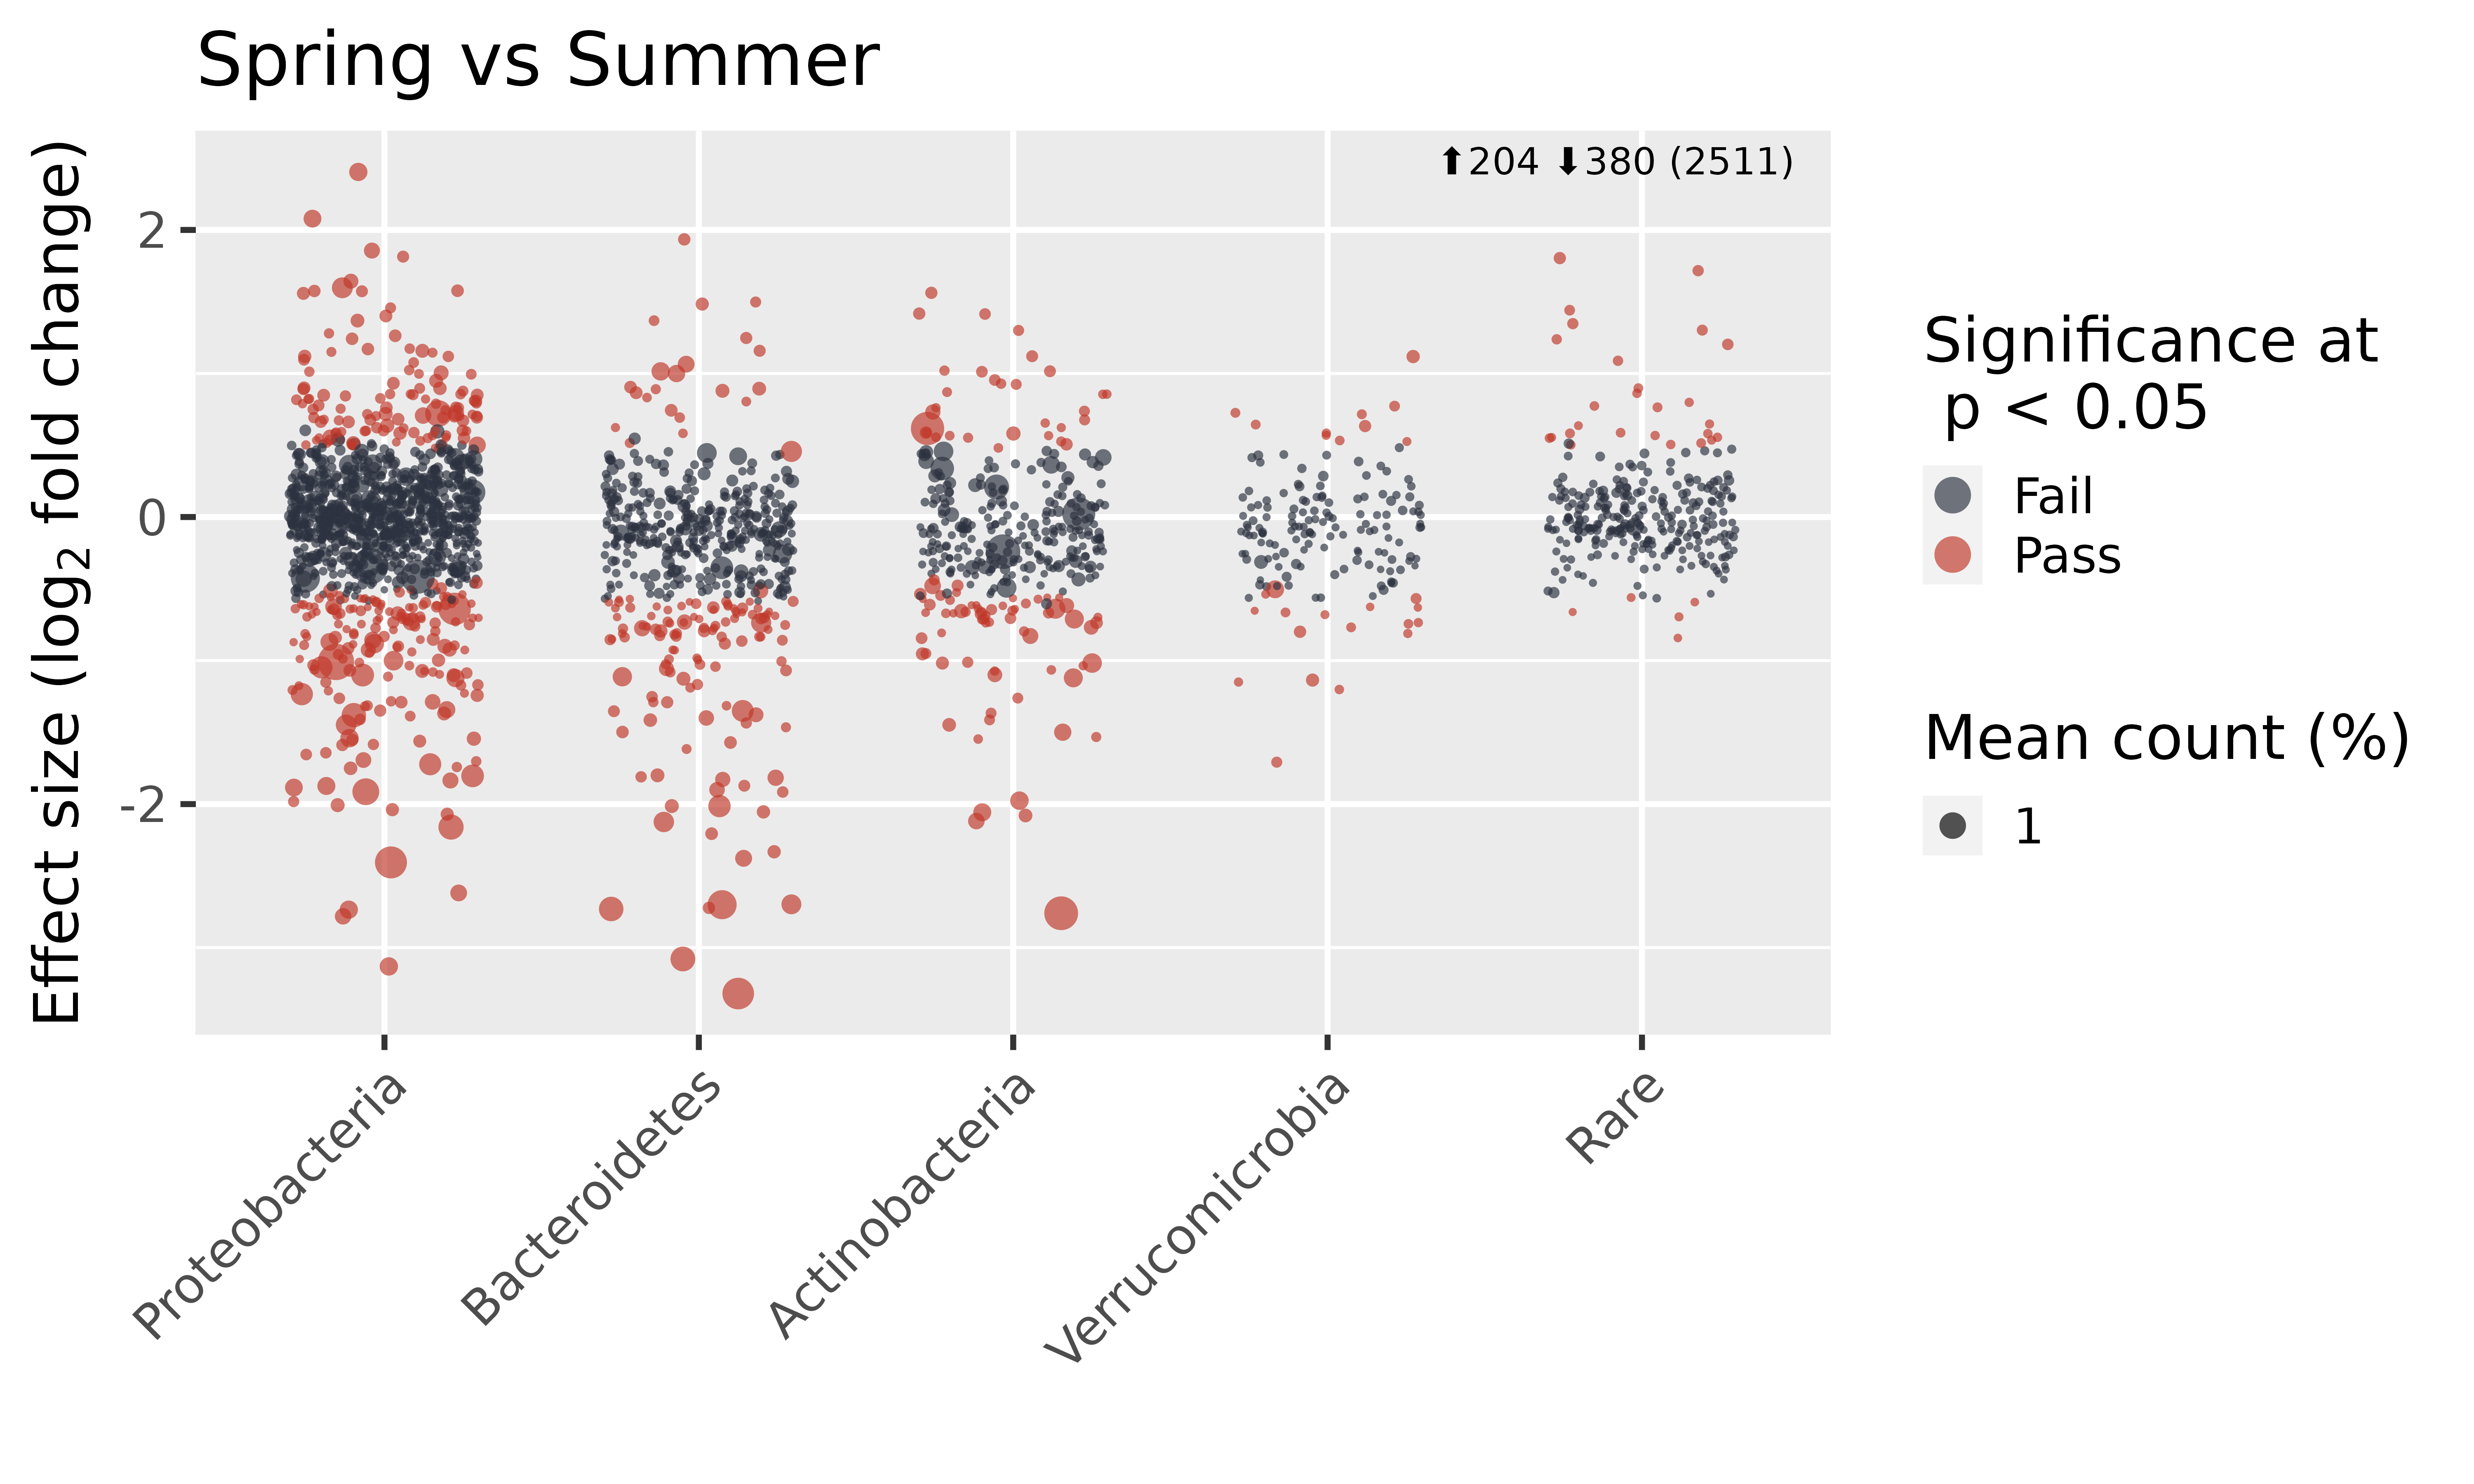 Spring vs Summer
⬆204 ⬇380 (2511)
Effect size (log₂ fold change)
2
0
-2
Proteobacteria
Bacteroidetes
Actinobacteria
Verrucomicrobia
Rare
Significance at
p < 0.05
Fail
Pass
Mean count (%)
1